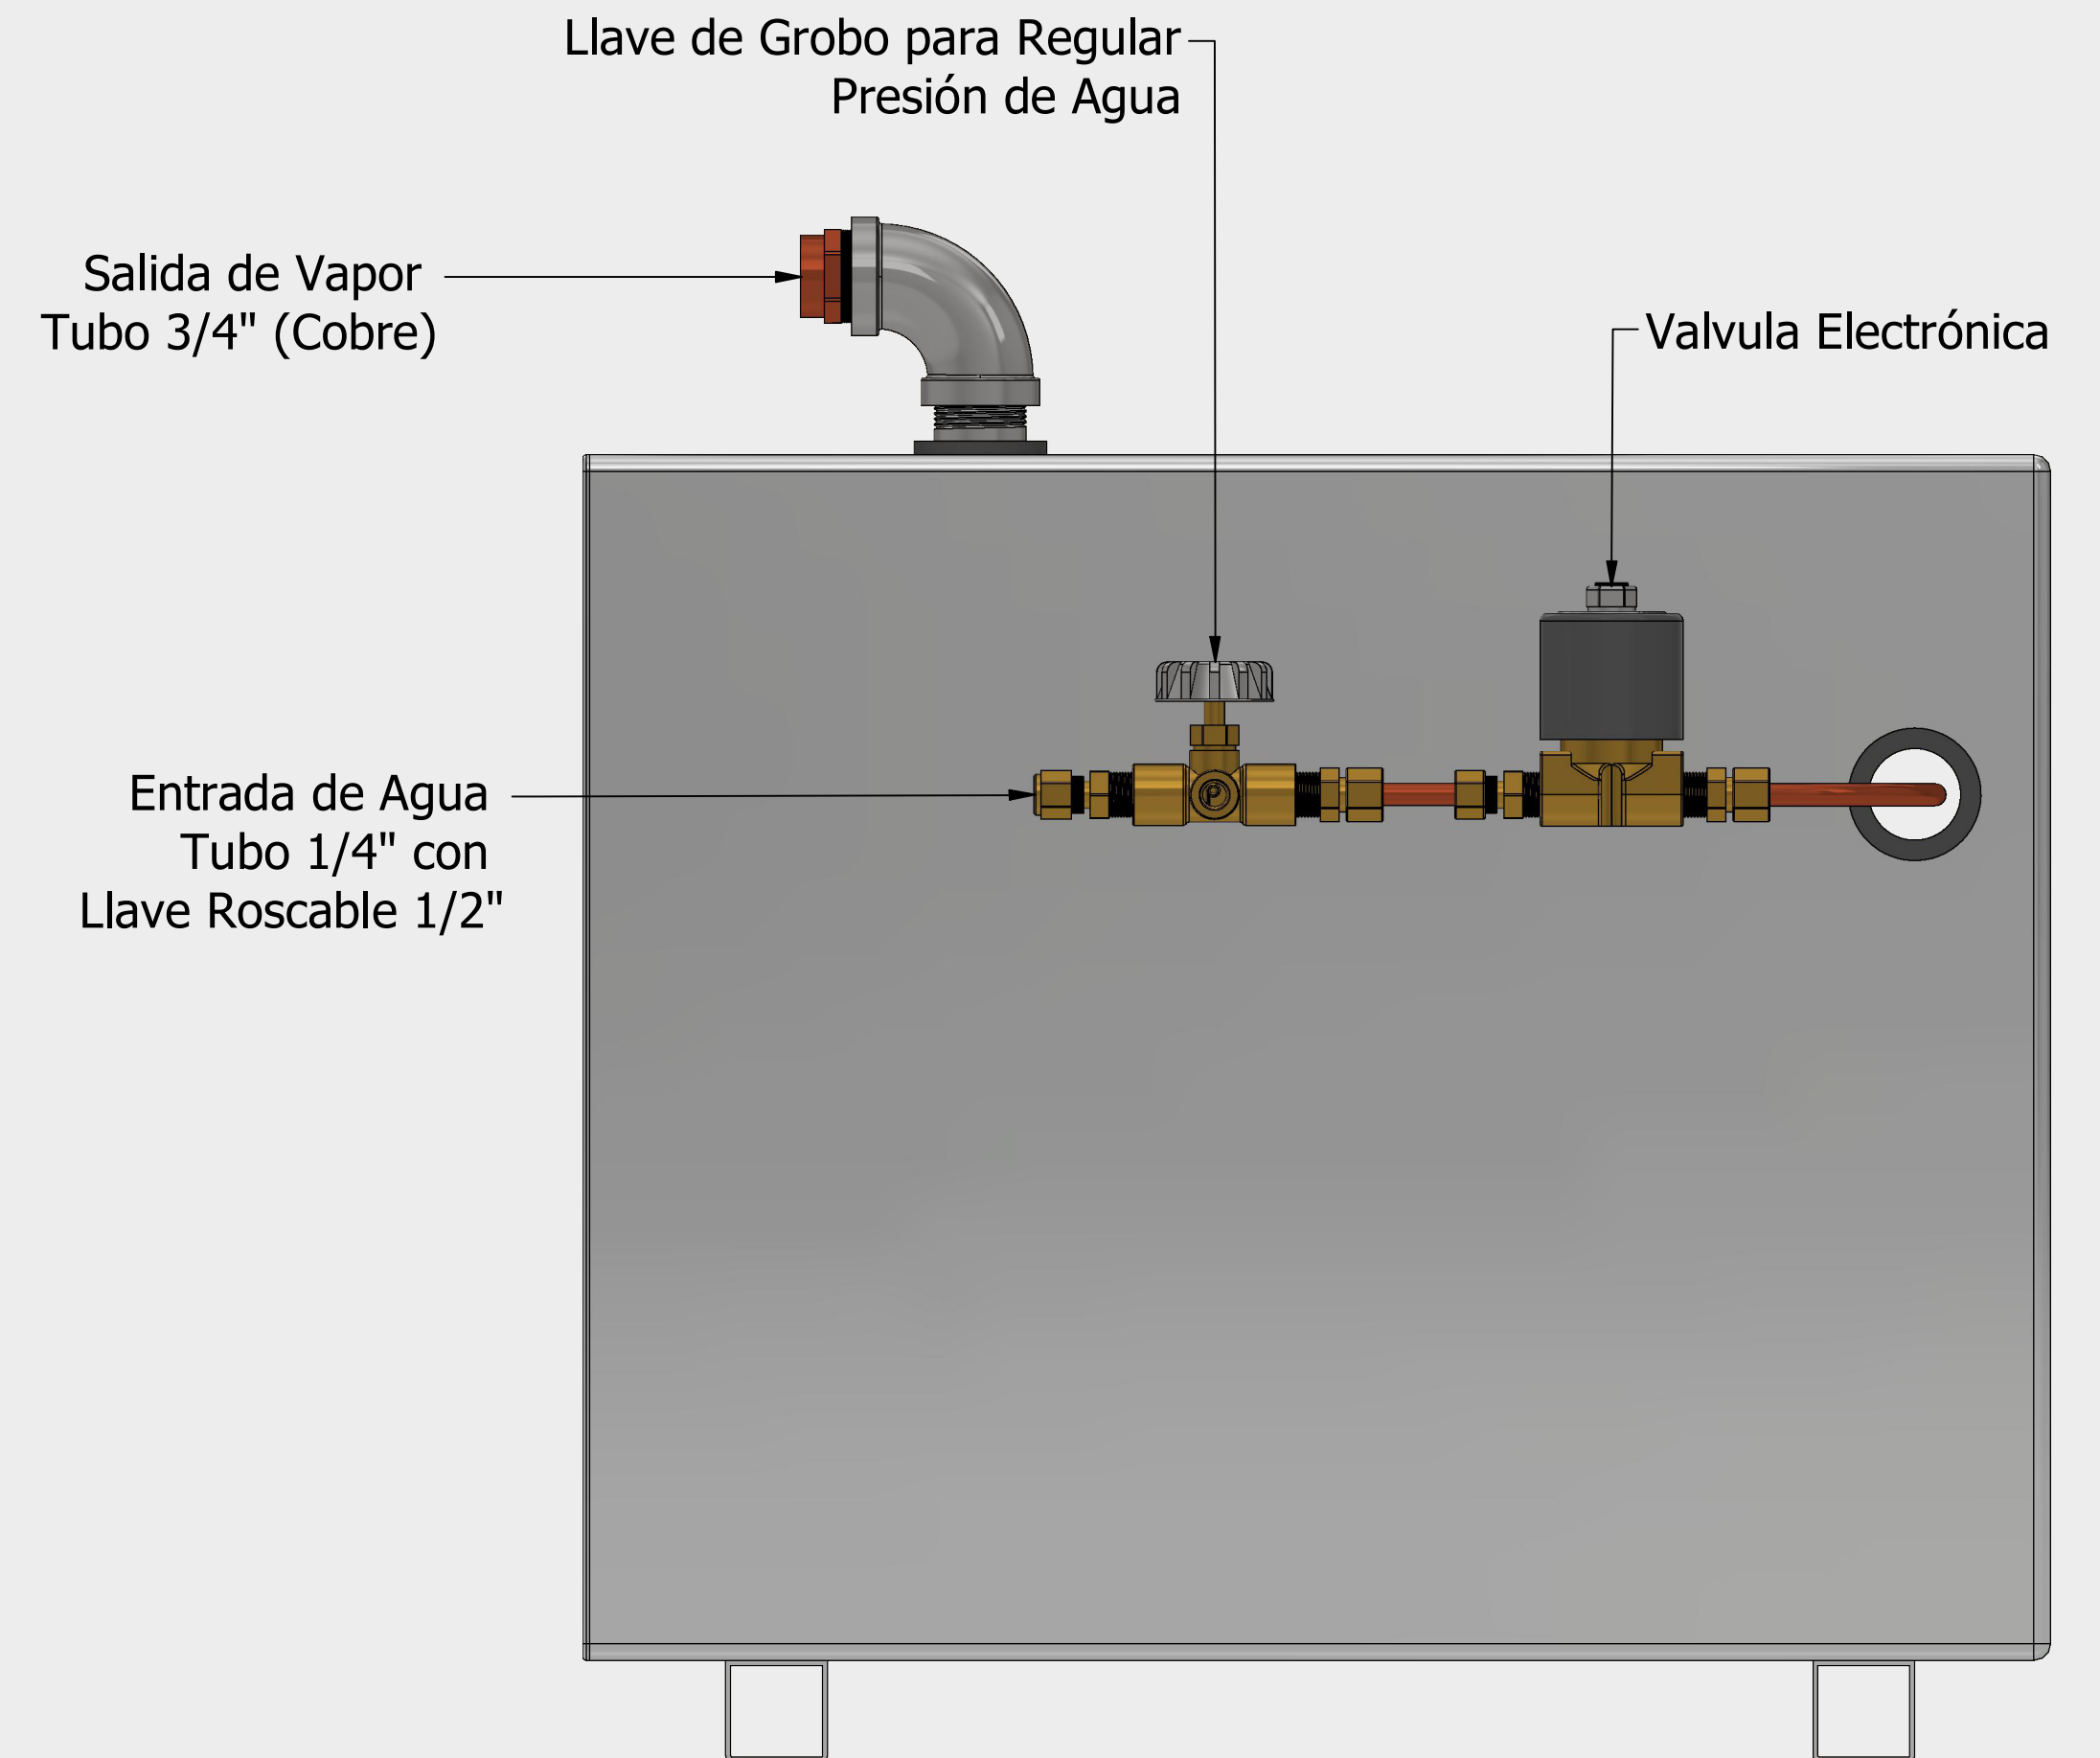 Llave de Grobo para Regular
Presión de Agua
Salida de Vapor
Tubo 3/4" (Cobre)
Valvula Electrónica
Entrada de Agua
Tubo 1/4" con
Llave Roscable 1/2"